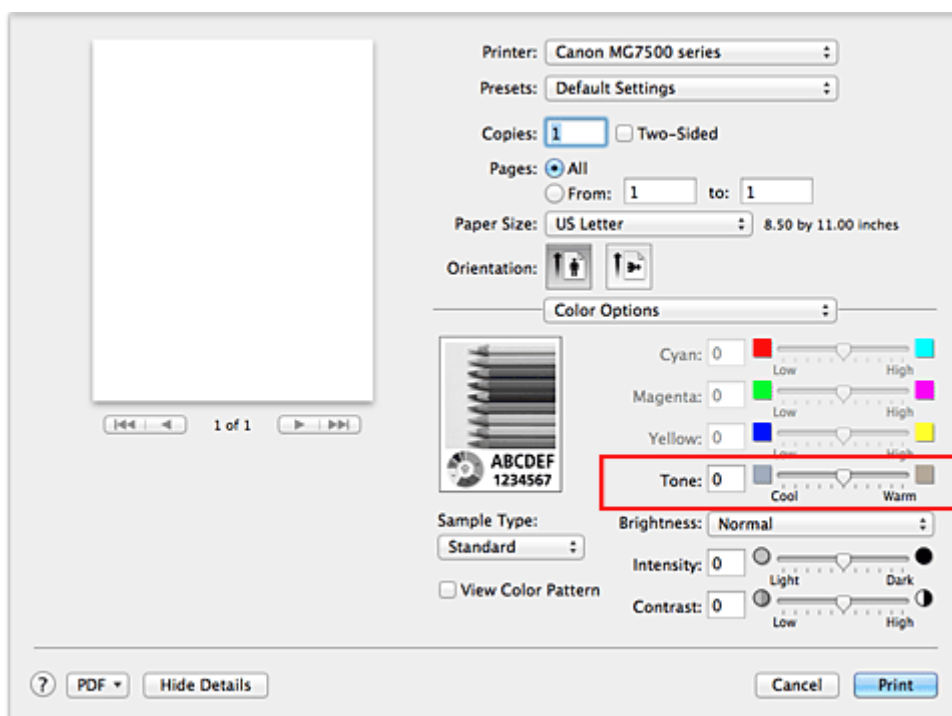 Printer: Canon MG7500 series
Presets: Default Settings
Copies: 1 Two-Sided
Pages: All
From: 1 to: 1
Paper Size: US Letter 8.50 by 11.00 inches
Orientation:
Color Options
Cyan: 0
Low High
Magenta: 0
Low High
Yellow: 0
Low High
Tone: 0
Cool Warm
ABCDEF
1234567
1 of 1
Sample Type:
Standard
View Color Pattern
Brightness: Normal
Intensity: 0
Light Dark
Contrast: 0
Low High
? PDF Hide Details Cancel Print